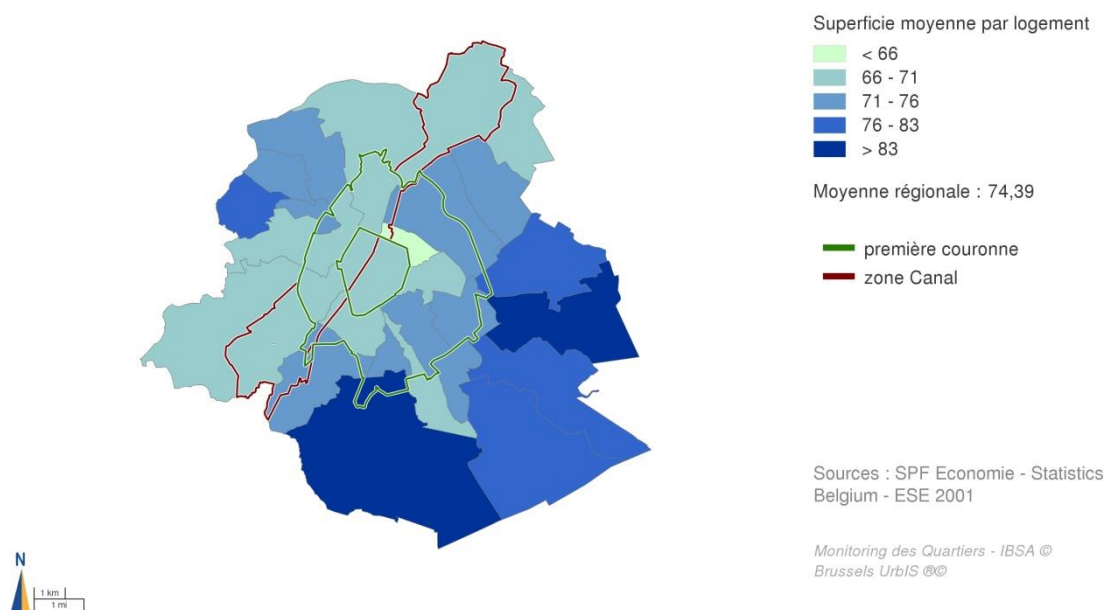 Superficie moyenne par logement
< 66
66 - 71
71 - 76
76 - 83
> 83
Moyenne régionale : 74,39
première couronne
zone Canal
Sources : SPF Economie - Statistics
Belgium - ESE 2001
Monitoring des Quartiers - IBSA ©
Brussels UrbIS ®©
N
1 km
1 mi